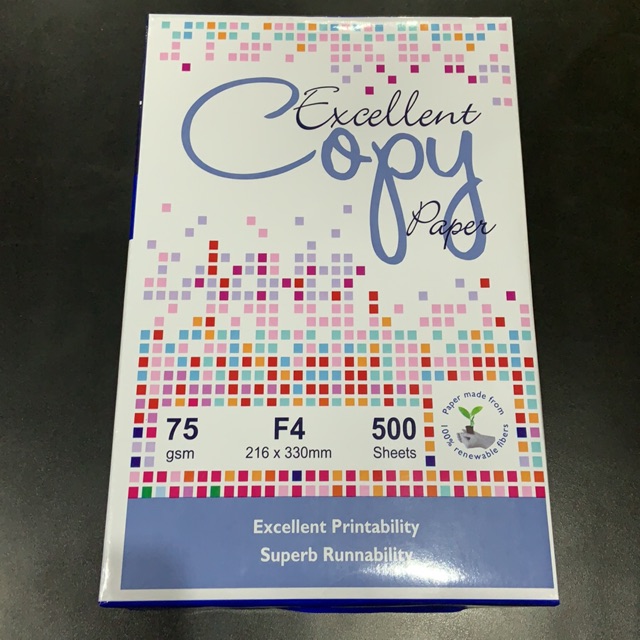 Excellent
Copy
Paper
75
gsm
F4
216 x 330mm
500
Sheets
Paper made from
100% renewable fibers
Excellent Printability
Superb Runnability